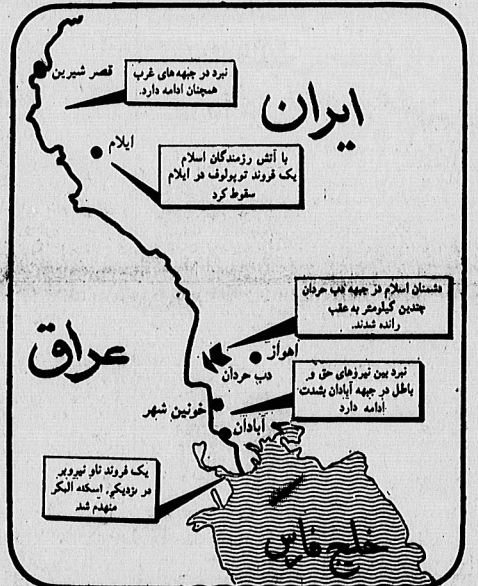 قصر شیرین
نبرد در جبهه های غرب
همچنان ادامه دارد.
ایران
ایلام
با آتش رزمندگان اسلام
یک فروند توپولوف در ایلام
سقوط کرد
دشمنان اسلام در جبهه دب حردان
چندین کیلومتر به عقب
رانده شدند.
عراق
اهواز
دب حردان
نبرد بین نیروهای حق و
باطل در جبهه آبادان بشدت
ادامه دارد
خونین شهر
آبادان
یک فروند ناو نیروبر
در نزدیکی اسکله البکر
منهدم شد
خلیج فارس